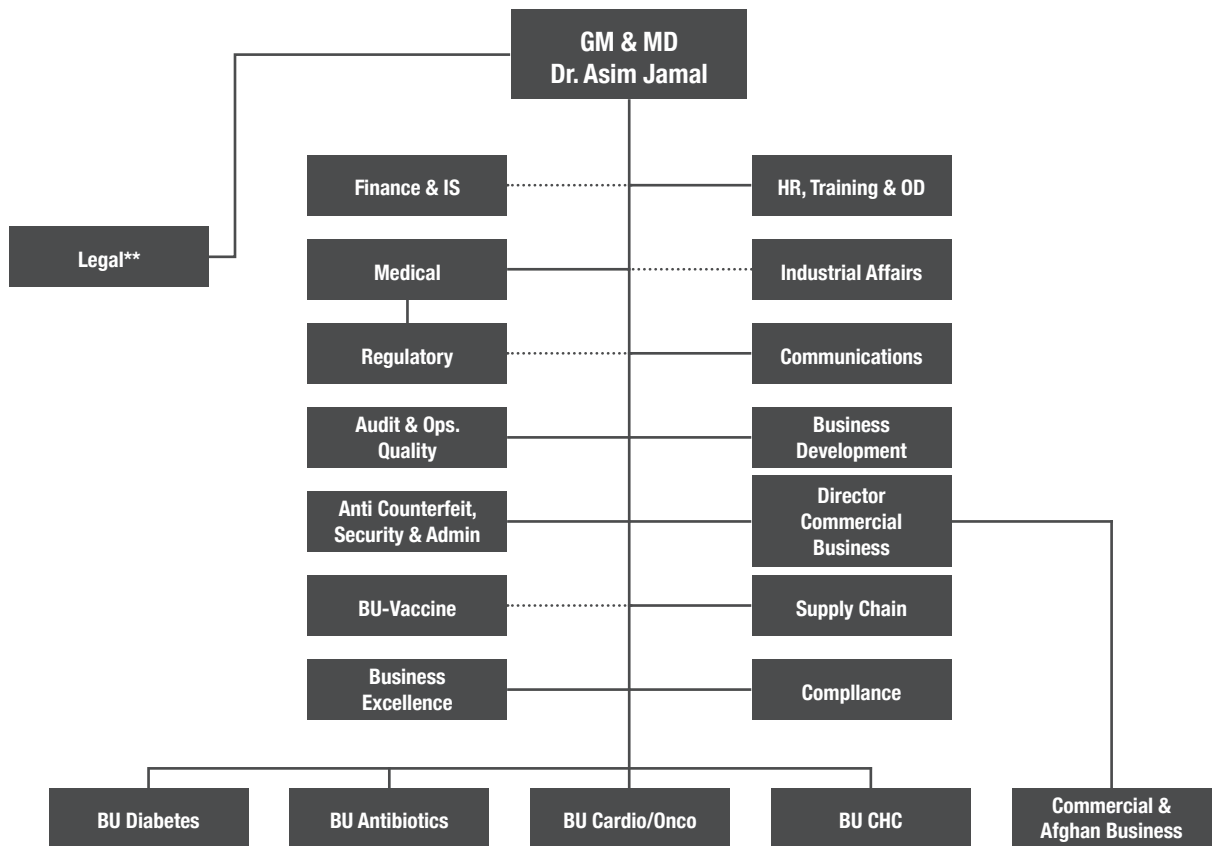 GM & MD
Dr. Asim Jamal
Finance & IS
HR, Training & OD
Legal**
Medical
Industrial Affairs
Regulatory
Communications
Audit & Ops.
Quality
Business
Development
Anti Counterfeit,
Security & Admin
Director
Commercial
Business
BU-Vaccine
Supply Chain
Business
Excellence
Compllance
BU Diabetes
BU Antibiotics
BU Cardio/Onco
BU CHC
Commercial &
Afghan Business